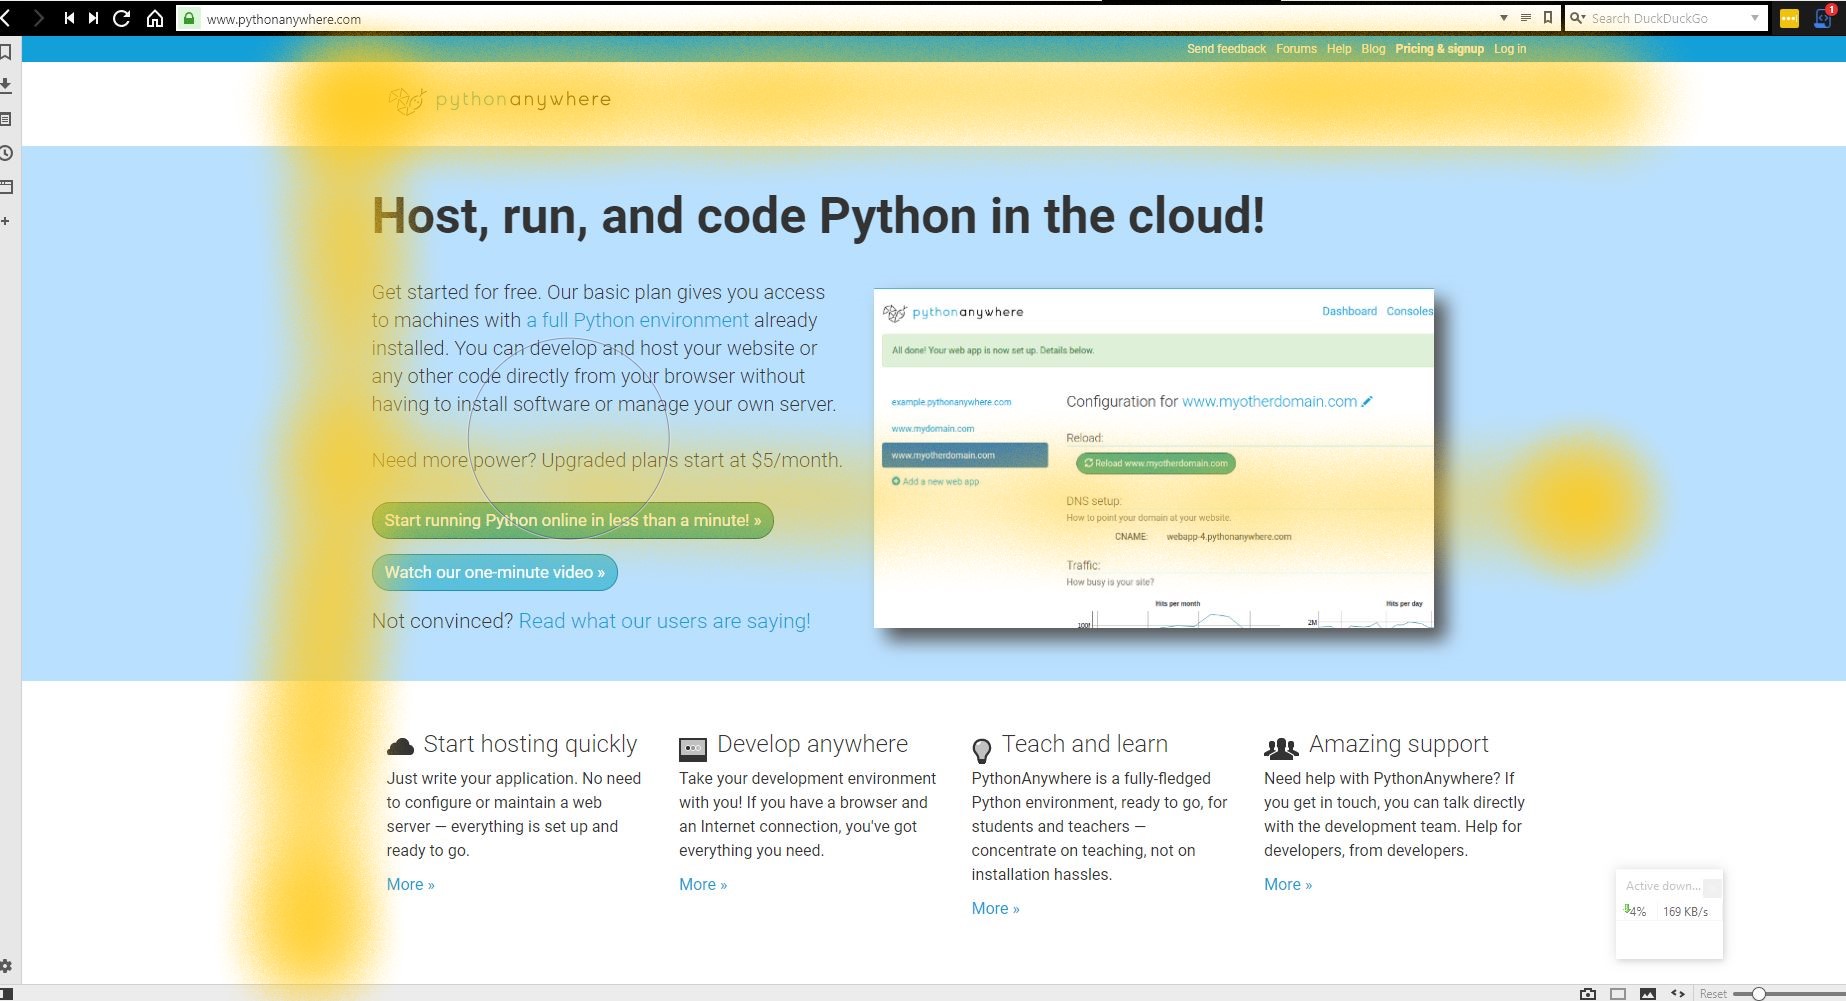 www.pythonanywhere.com
Search DuckDuckGo
1
Send feedback Forums Help Blog Pricing & signup Log in
pythonanywhere
Host, run, and code Python in the cloud!
Get started for free. Our basic plan gives you access
to machines with a full Python environment already
installed. You can develop and host your website or
any other code directly from your browser without
having to install software or manage your own server.
Need more power? Upgraded plans start at $5/month.
Start running Python online in less than a minute! »
Watch our one-minute video »
Not convinced? Read what our users are saying!
pythonanywhere
Dashboard Consoles
All done! Your web app is now set up. Details below.
example.pythonanywhere.com
www.mydomain.com
www.myotherdomain.com
Add a new web app
Configuration for www.myotherdomain.com
Reload:
Reload www.myotherdomain.com
DNS setup:
How to point your domain at your website.
CNAME: webapp-4.pythonanywhere.com
Traffic:
How busy is your site?
Hits per month
Hits per day
2M
Start hosting quickly
Just write your application. No need
to configure or maintain a web
server — everything is set up and
ready to go.
More »
Develop anywhere
Take your development environment
with you! If you have a browser and
an Internet connection, you've got
everything you need.
More »
Teach and learn
PythonAnywhere is a fully-fledged
Python environment, ready to go, for
students and teachers —
concentrate on teaching, not on
installation hassles.
More »
Amazing support
Need help with PythonAnywhere? If
you get in touch, you can talk directly
with the development team. Help for
developers, from developers.
More »
Active down...
4% 169 KB/s
Reset